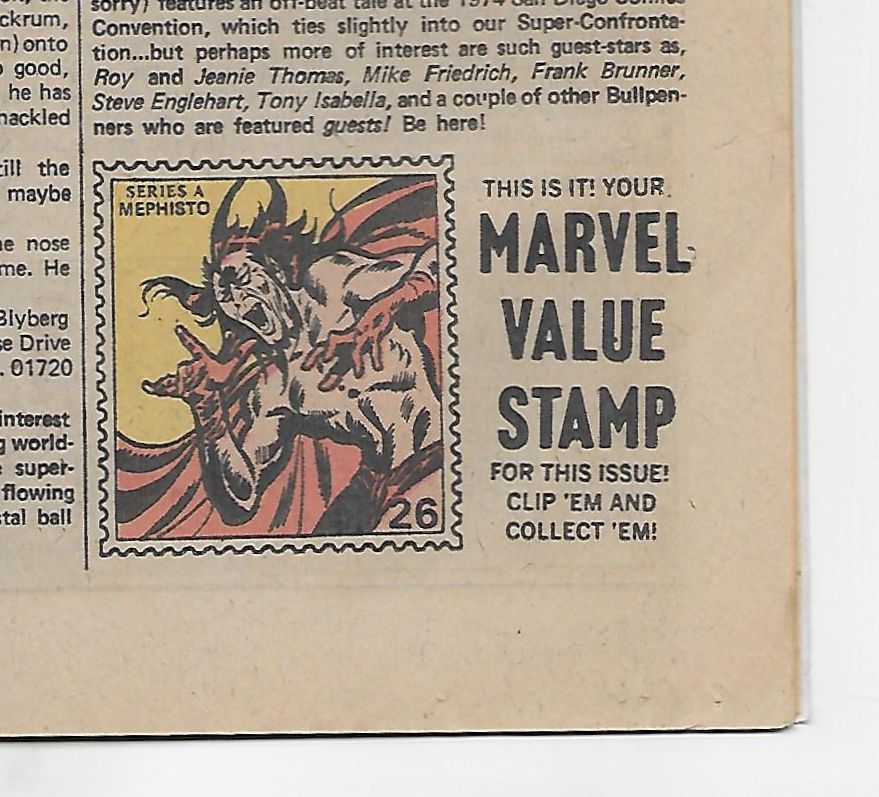 ckrum,
n) onto
good,
he has
hackled
till the
maybe
ne nose
me. He
Blyberg
se Drive
. 01720
interest
g world-
super-
flowing
stal ball
sorry) features an off-beat tale at the 1974 San Diego Comics
Convention, which ties slightly into our Super-Confronta-
tion...but perhaps more of interest are such guest-stars as,
Roy and Jeanie Thomas, Mike Friedrich, Frank Brunner,
Steve Englehart, Tony Isabella, and a couple of other Bullpen-
ners who are featured guests! Be here!
SERIES A
MEPHISTO
26
THIS IS IT! YOUR
MARVEL
VALUE
STAMP
FOR THIS ISSUE!
CLIP 'EM AND
COLLECT 'EM!